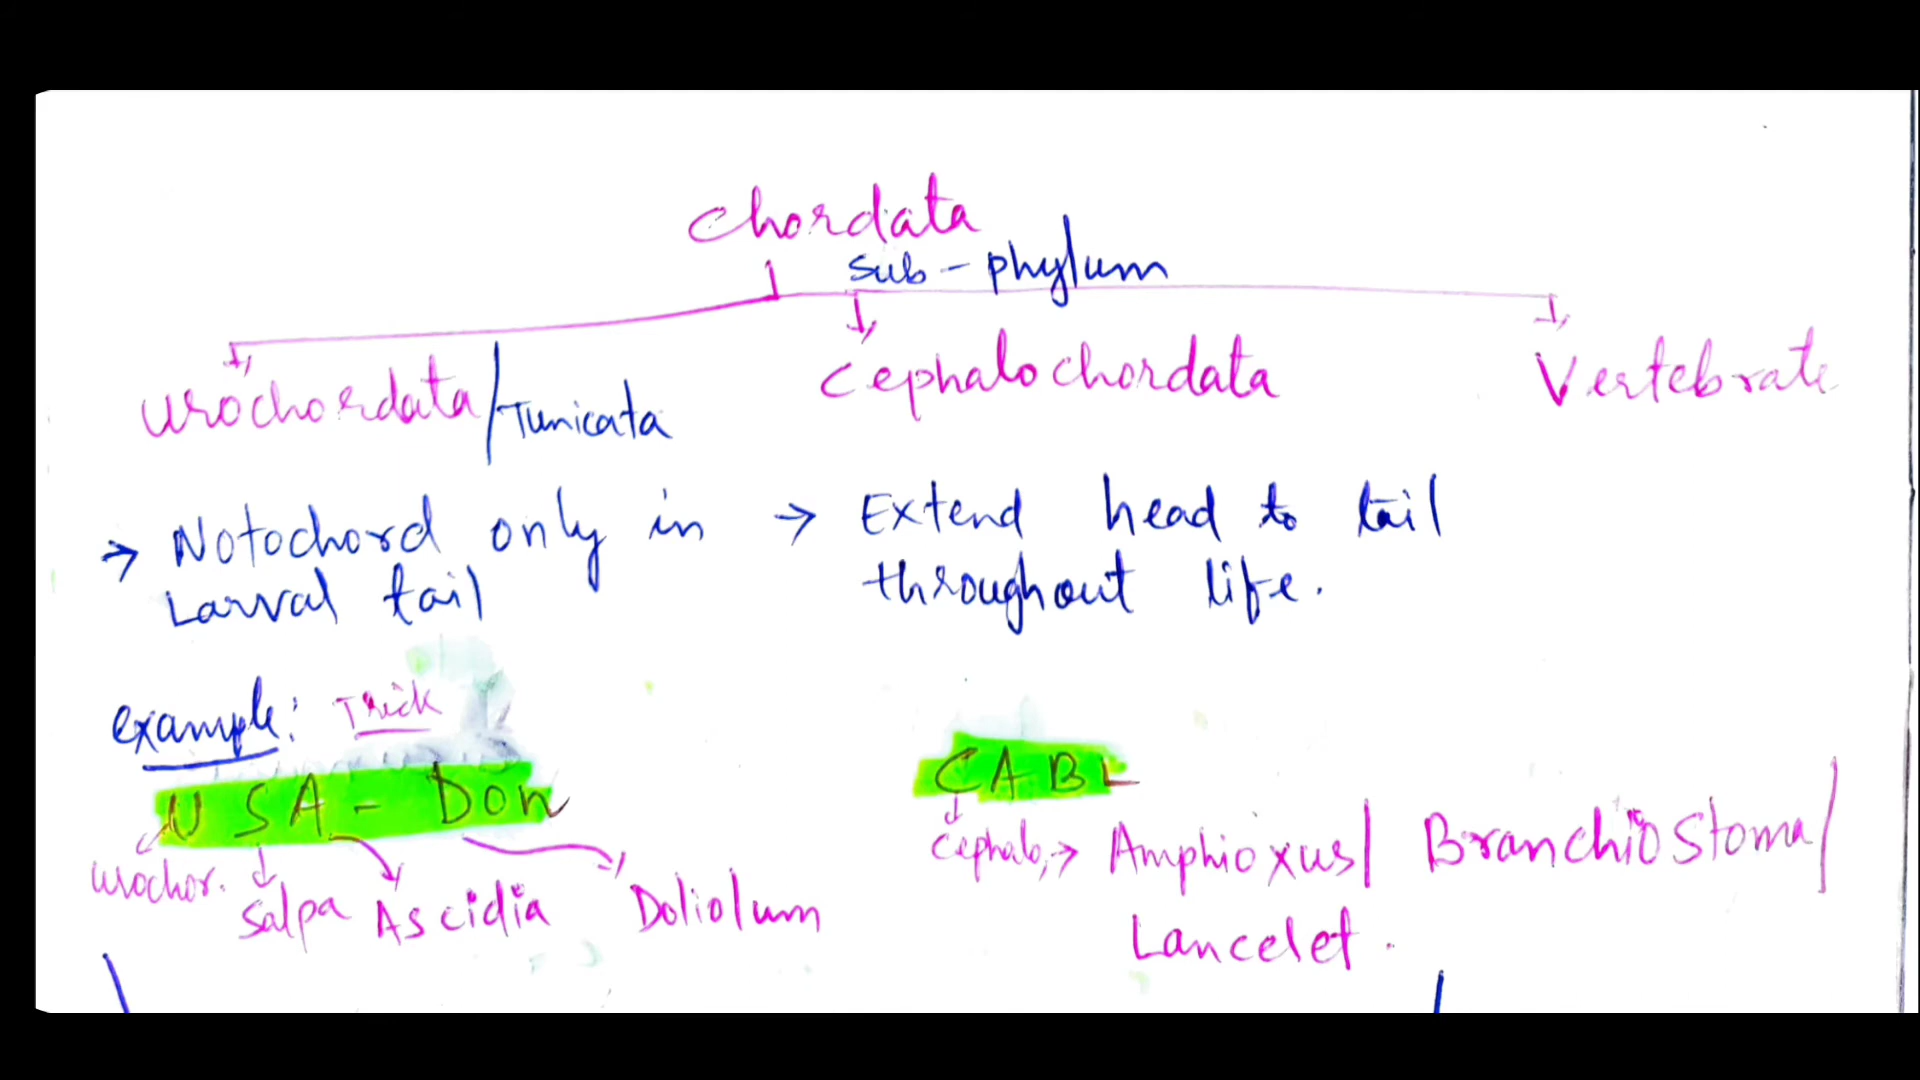 Chordata
sub-phylum
Urochordata/Tunicata
Cephalochordata
Vertebrate
→ Notochord only in
Larval tail
→ Extend head to tail
throughout life.
example: Trick
USA-Don
Urochor.
Salpa
Ascidia
Doliolum
CABL
Cephalo, → Amphioxus/ Branchiostoma/
Lancelet.